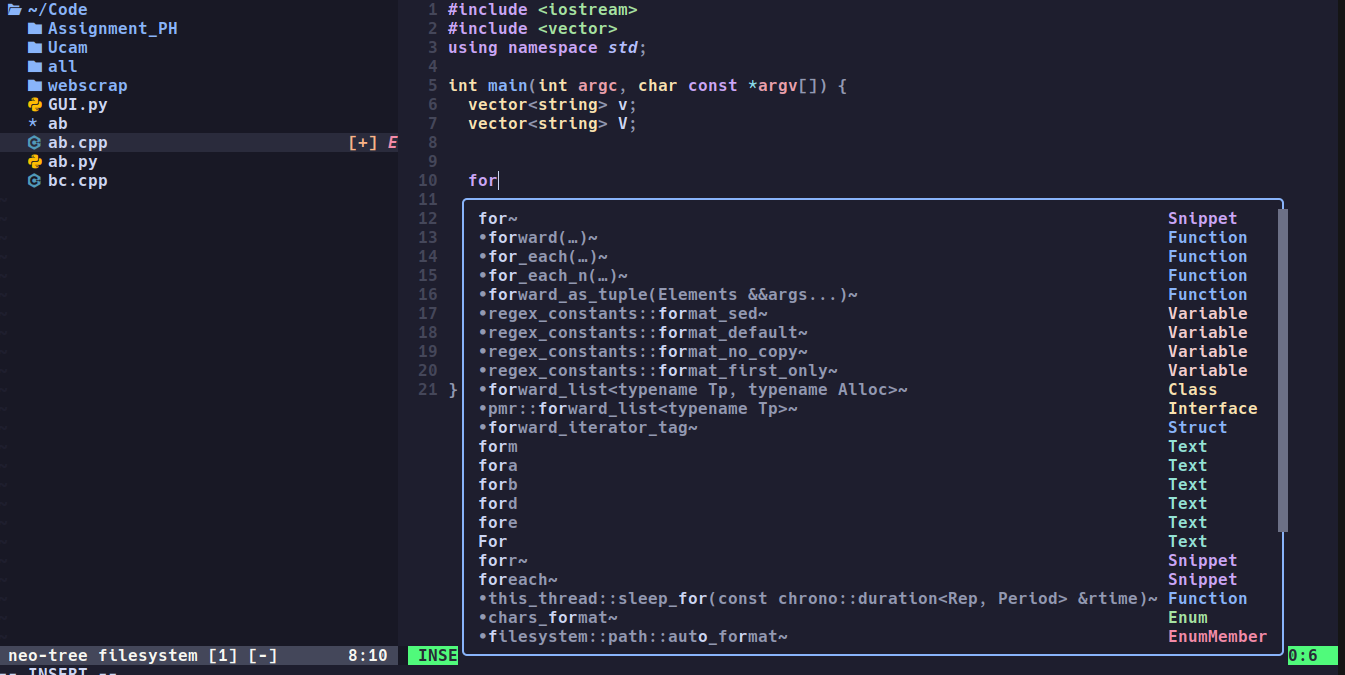 ~/Code
Assignment_PH
Ucam
all
webscrap
GUI.py
* ab
ab.cpp [+] E
ab.py
bc.cpp
neo-tree filesystem [1] [-] 8:10
-- INSERT --
1 #include <iostream>
2 #include <vector>
3 using namespace std;
4
5 int main(int argc, char const *argv[]) {
6 vector<string> v;
7 vector<string> V;
8
9
10 for
11
12 for~ Snippet
13 •forward(…)~ Function
14 •for_each(…)~ Function
15 •for_each_n(…)~ Function
16 •forward_as_tuple(Elements &&args...)~ Function
17 •regex_constants::format_sed~ Variable
18 •regex_constants::format_default~ Variable
19 •regex_constants::format_no_copy~ Variable
20 •regex_constants::format_first_only~ Variable
21 } •forward_list<typename Tp, typename Alloc>~ Class
•pmr::forward_list<typename Tp>~ Interface
•forward_iterator_tag~ Struct
form Text
fora Text
forb Text
ford Text
fore Text
For Text
forr~ Snippet
foreach~ Snippet
•this_thread::sleep_for(const chrono::duration<Rep, Period> &rtime)~ Function
•chars_format~ Enum
•filesystem::path::auto_format~ EnumMember
INSE 0:6